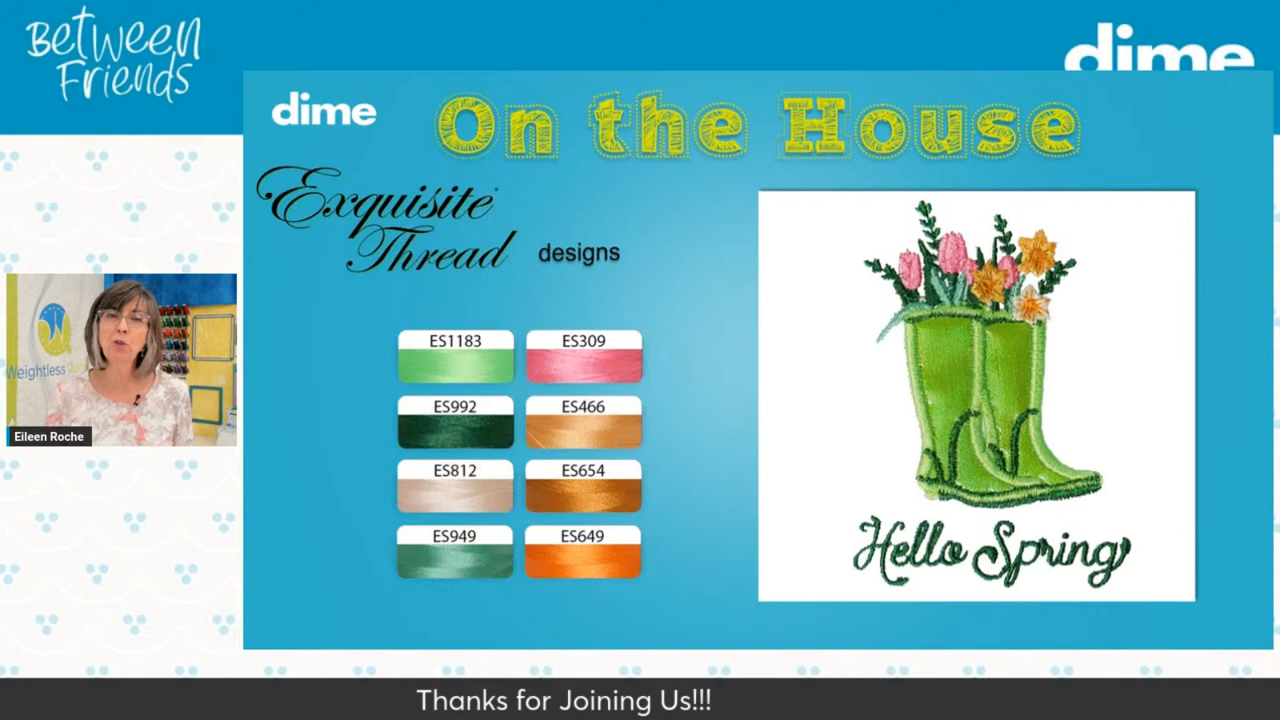 Between
Friends
dime
dime
On the House
Exquisite
Thread designs
ES1183
ES309
ES992
ES466
ES812
ES654
ES949
ES649
Hello Spring
Weightless
Eileen Roche
Thanks for Joining Us!!!